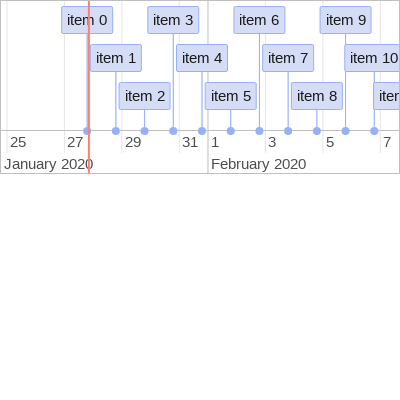 item 0 item 3 item 6 item 9
item 1 item 4 item 7 item 10
item 2 item 5 item 8
25 27 29 31 1 3 5 7
January 2020 February 2020